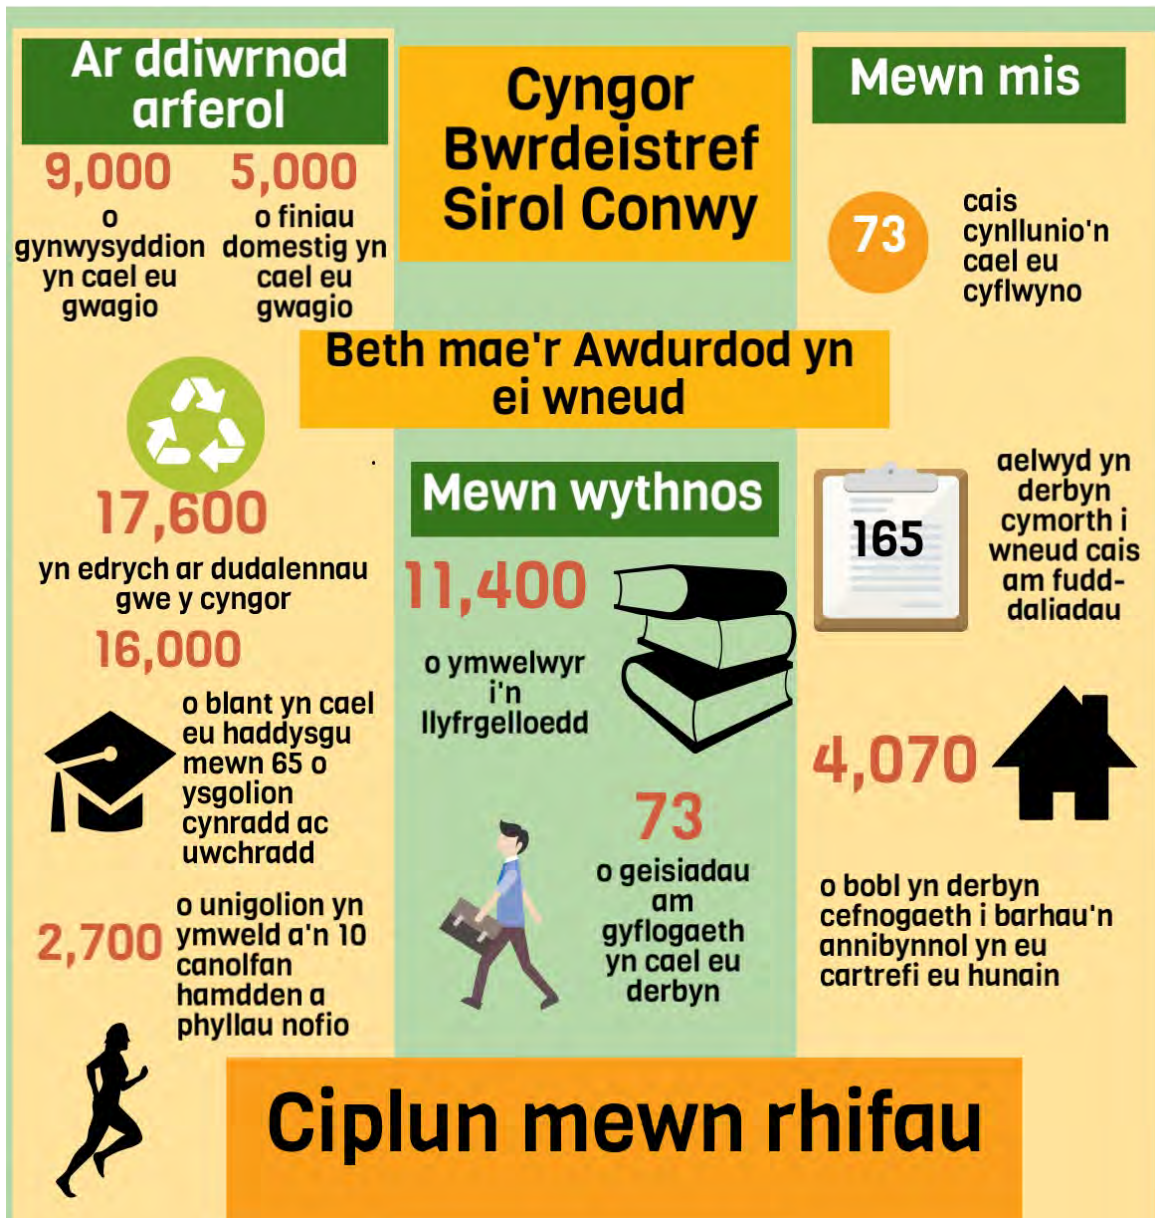 Ar ddiwrnod
arferol
9,000
o
gynwysyddion
yn cael eu
gwagio
5,000
o finiau
domestig yn
cael eu
gwagio
17,600
yn edrych ar dudalennau
gwe y cyngor
16,000
o blant yn cael
eu haddysgu
mewn 65 o
ysgolion
cynradd ac
uwchradd
2,700
o unigolion yn
ymweld a'n 10
canolfan
hamdden a
phyllau nofio
Cyngor
Bwrdeistref
Sirol Conwy
Beth mae'r Awdurdod yn
ei wneud
Mewn wythnos
11,400
o ymwelwyr
i'n
llyfrgelloedd
73
o geisiadau
am
gyflogaeth
yn cael eu
derbyn
Mewn mis
73
cais
cynllunio'n
cael eu
cyflwyno
165
aelwyd yn
derbyn
cymorth i
wneud cais
am fudd-
daliadau
4,070
o bobl yn derbyn
cefnogaeth i barhau'n
annibynnol yn eu
cartrefi eu hunain
Ciplun mewn rhifau